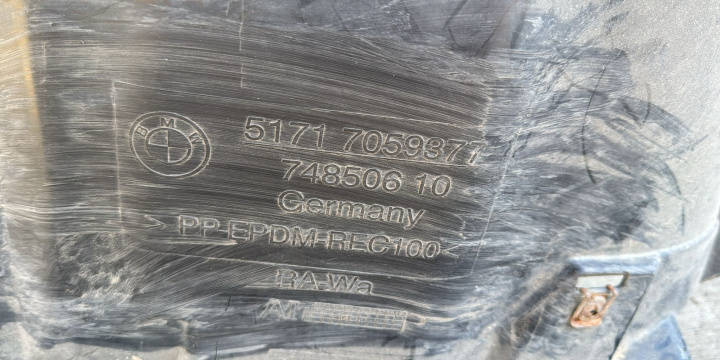 BMW
5171 7059377
748506 10
Germany
>PP-EPDM-REC100<
RA-Wa